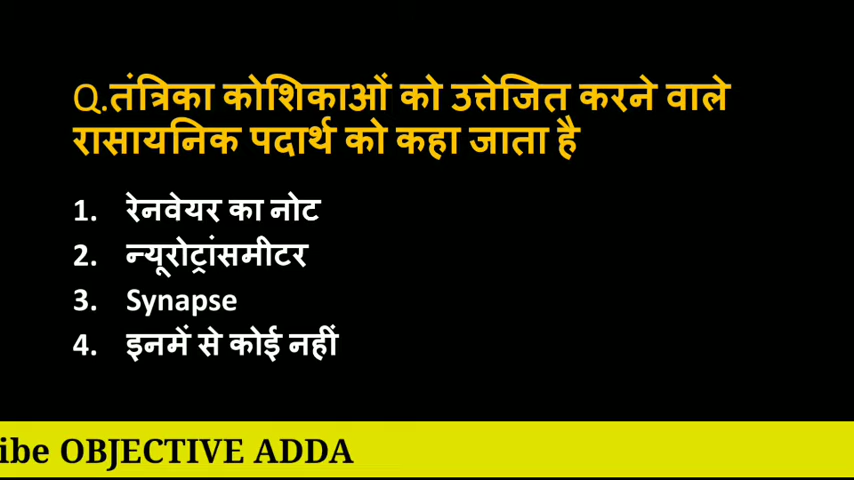 Q.तंत्रिका कोशिकाओं को उत्तेजित करने वाले
रासायनिक पदार्थ को कहा जाता है
1. रेनवेयर का नोट
2. न्यूरोट्रांसमीटर
3. Synapse
4. इनमें से कोई नहीं
ibe OBJECTIVE ADDA